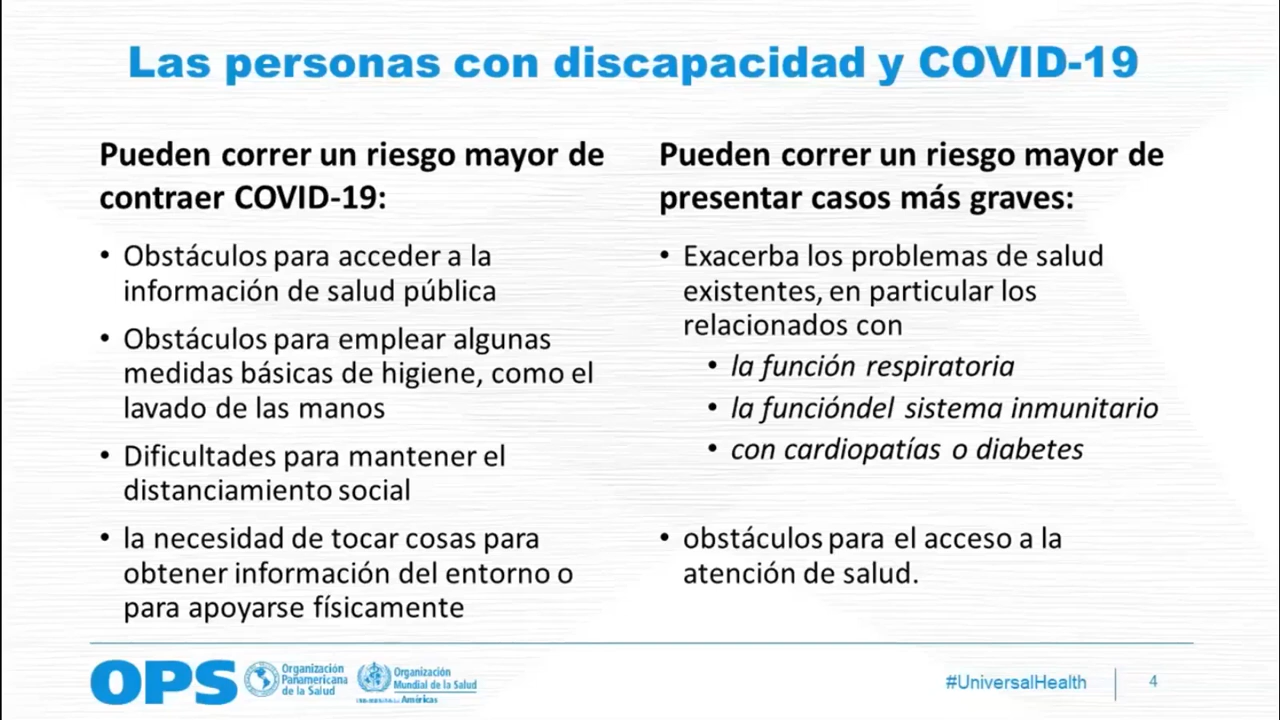 Las personas con discapacidad y COVID-19
Pueden correr un riesgo mayor de
contraer COVID-19:
• Obstáculos para acceder a la
información de salud pública
• Obstáculos para emplear algunas
medidas básicas de higiene, como el
lavado de las manos
• Dificultades para mantener el
distanciamiento social
• la necesidad de tocar cosas para
obtener información del entorno o
para apoyarse físicamente
Pueden correr un riesgo mayor de
presentar casos más graves:
• Exacerba los problemas de salud
existentes, en particular los
relacionados con
• la función respiratoria
• la funcióndel sistema inmunitario
• con cardiopatías o diabetes
• obstáculos para el acceso a la
atención de salud.
OPS
Organización
Panamericana
de la Salud
Organización
Mundial de la Salud
Américas
#UniversalHealth
4